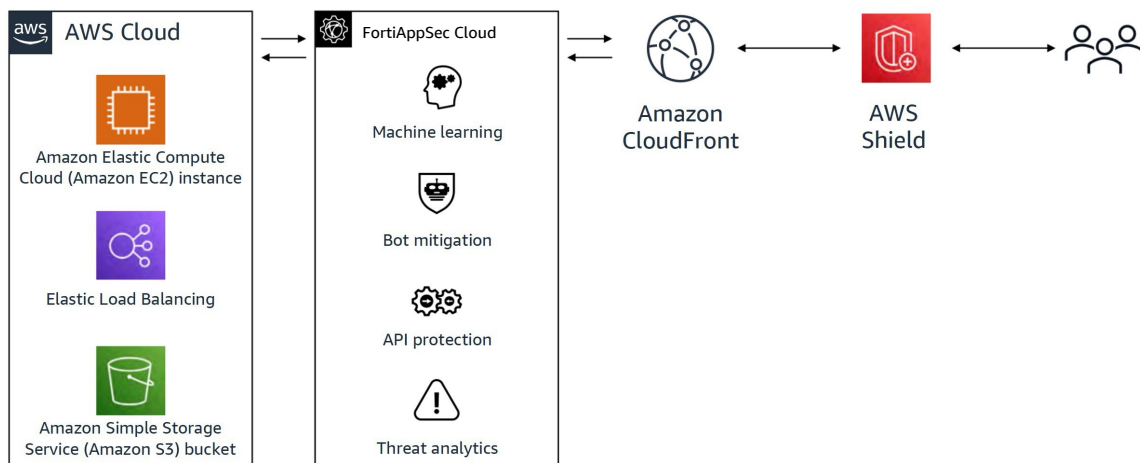 aws
AWS Cloud
Amazon Elastic Compute
Cloud (Amazon EC2) instance
Elastic Load Balancing
Amazon Simple Storage
Service (Amazon S3) bucket
FortiAppSec Cloud
Machine learning
Bot mitigation
API protection
Threat analytics
Amazon
CloudFront
AWS
Shield